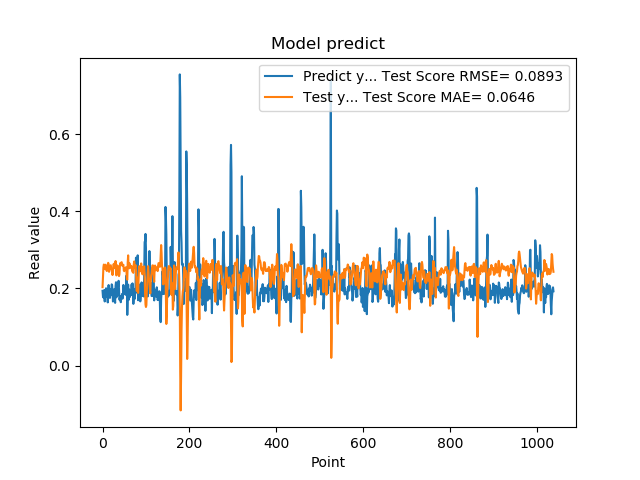 Model predict
Predict y... Test Score RMSE= 0.0893
Test y... Test Score MAE= 0.0646
Real value
0.6
0.4
0.2
0.0
0 200 400 600 800 1000
Point